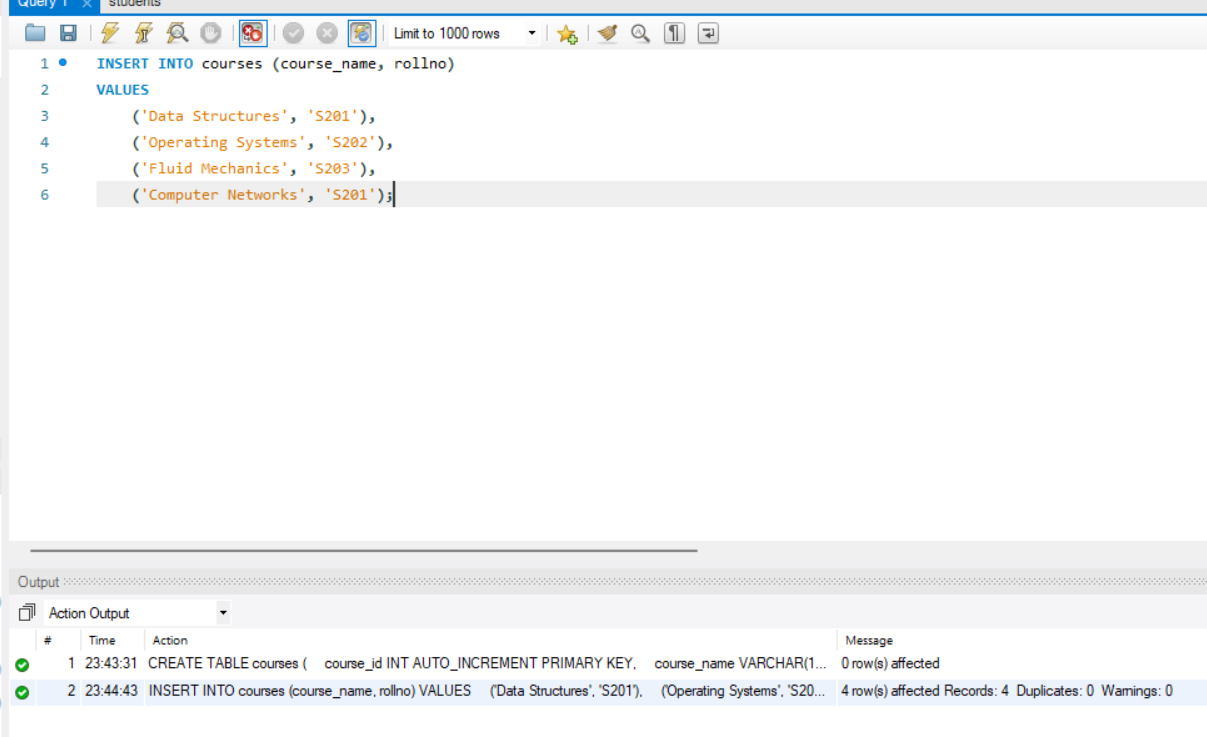 Query 1 × students
Limit to 1000 rows
1 INSERT INTO courses (course_name, rollno)
2 VALUES
3 ('Data Structures', 'S201'),
4 ('Operating Systems', 'S202'),
5 ('Fluid Mechanics', 'S203'),
6 ('Computer Networks', 'S201');
Output
Action Output
# Time Action Message
1 23:43:31 CREATE TABLE courses ( course_id INT AUTO_INCREMENT PRIMARY KEY, course_name VARCHAR(1... 0 row(s) affected
2 23:44:43 INSERT INTO courses (course_name, rollno) VALUES ('Data Structures', 'S201'), ('Operating Systems', 'S20... 4 row(s) affected Records: 4 Duplicates: 0 Warnings: 0